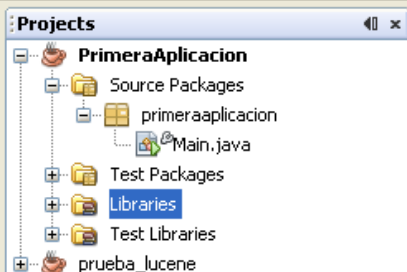 Projects
PrimeraAplicacion
Source Packages
primeraaplicacion
Main.java
Test Packages
Libraries
Test Libraries
prueba_lucene